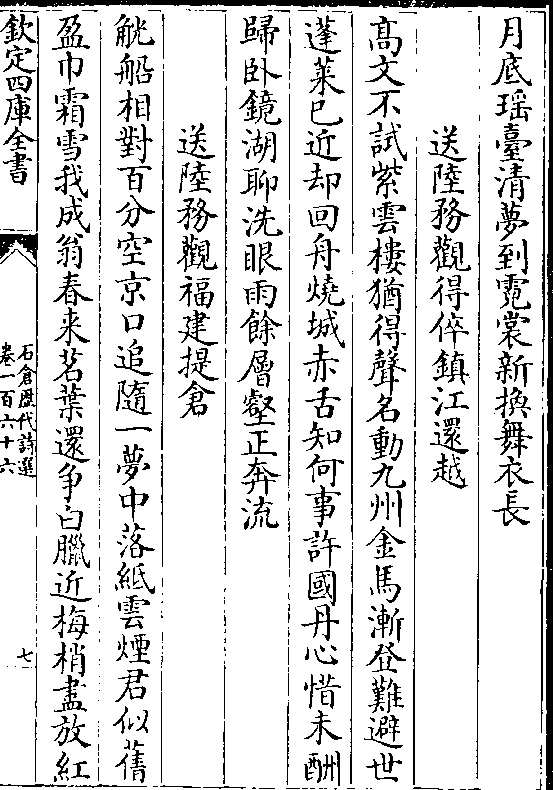 月底瑶臺清夢到霓裳新換舞衣長
送陸務觀得倅鎮江還越
高文不試紫雲樓猶得聲名動九州金馬漸登難避世
蓬萊已近却回舟燒城赤舌知何事許國丹心惜未酬
歸卧鏡湖聊洗眼雨餘層壑正奔流
送陸務觀福建提倉
觥船相對百分空京口追隨一夢中落紙雲煙君似舊
盈巾霜雪我成翁春来茗葉還争白臘近梅梢盡放紅
欽定四庫全書
石倉歷代詩選
卷一百六十六
七